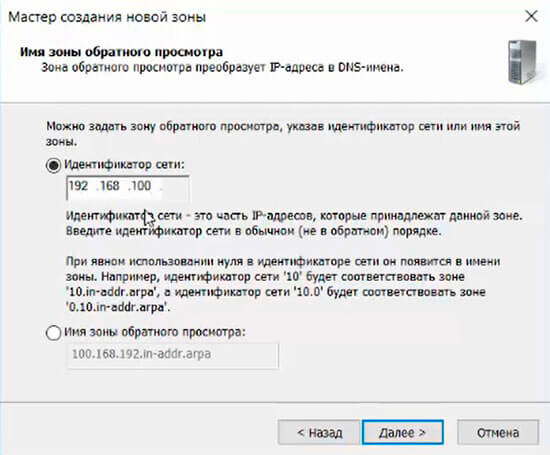 Мастер создания новой зоны
Имя зоны обратного просмотра
Зона обратного просмотра преобразует IP-адреса в DNS-имена.
Можно задать зону обратного просмотра, указав идентификатор сети или имя этой
зоны.
Идентификатор сети:
192 .168 .100 .
Идентификатор сети - это часть IP-адресов, которые принадлежат данной зоне.
Введите идентификатор сети в обычном (не в обратном) порядке.
При явном использовании нуля в идентификаторе сети он появится в имени
зоны. Например, идентификатор сети '10' будет соответствовать зоне
'10.in-addr.arpa', а идентификатор сети '10.0' будет соответствовать зоне
'0.10.in-addr.arpa'.
Имя зоны обратного просмотра:
100.168.192.in-addr.arpa
< Назад Далее > Отмена